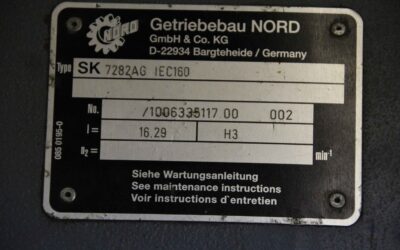 NORD
Getriebebau NORD
GmbH & Co. KG
D-22934 Bargteheide / Germany
Type SK 7282AG IEC160
No. /1006335117 00 002
i = 16.29 H3
n₂ = min⁻¹
Siehe Wartungsanleitung
See maintenance instructions
Voir instructions d'entretien
085 0195-0